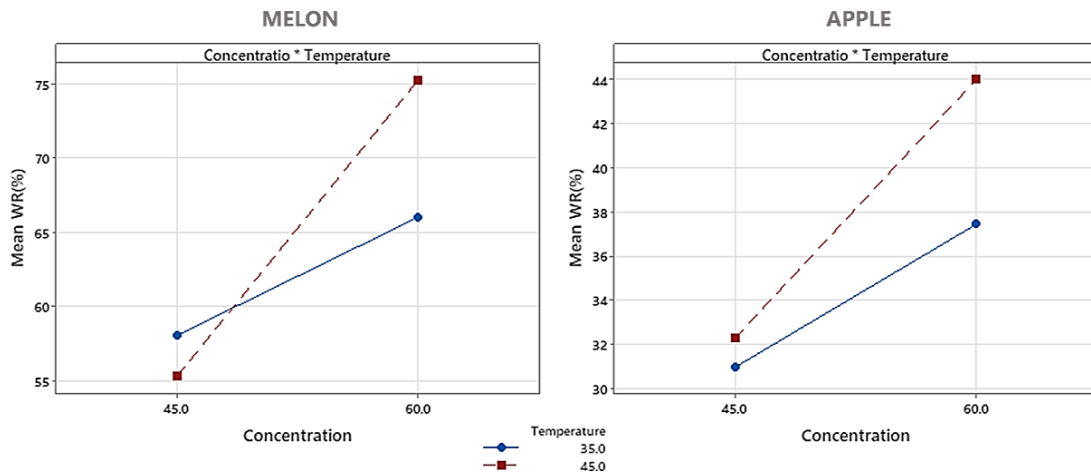 MELON
Concentratio * Temperature
Mean WR(%)
75
70
65
60
55
45.0
60.0
Concentration
APPLE
Concentratio * Temperature
Mean WR(%)
44
42
40
38
36
34
32
30
45.0
60.0
Concentration
Temperature
35.0
45.0